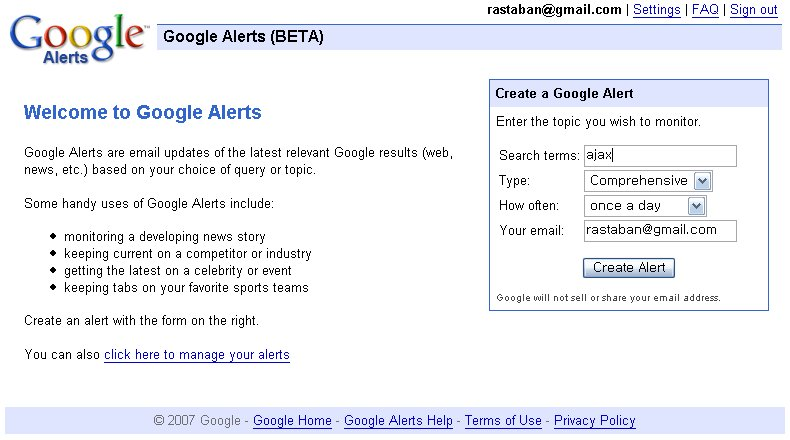 rastaban@gmail.com | Settings | FAQ | Sign out
Google™
Alerts
Google Alerts (BETA)
Welcome to Google Alerts
Google Alerts are email updates of the latest relevant Google results (web,
news, etc.) based on your choice of query or topic.
Some handy uses of Google Alerts include:
monitoring a developing news story
keeping current on a competitor or industry
getting the latest on a celebrity or event
keeping tabs on your favorite sports teams
Create an alert with the form on the right.
You can also click here to manage your alerts
Create a Google Alert
Enter the topic you wish to monitor.
Search terms: ajax
Type: Comprehensive
How often: once a day
Your email: rastaban@gmail.com
Create Alert
Google will not sell or share your email address.
© 2007 Google - Google Home - Google Alerts Help - Terms of Use - Privacy Policy